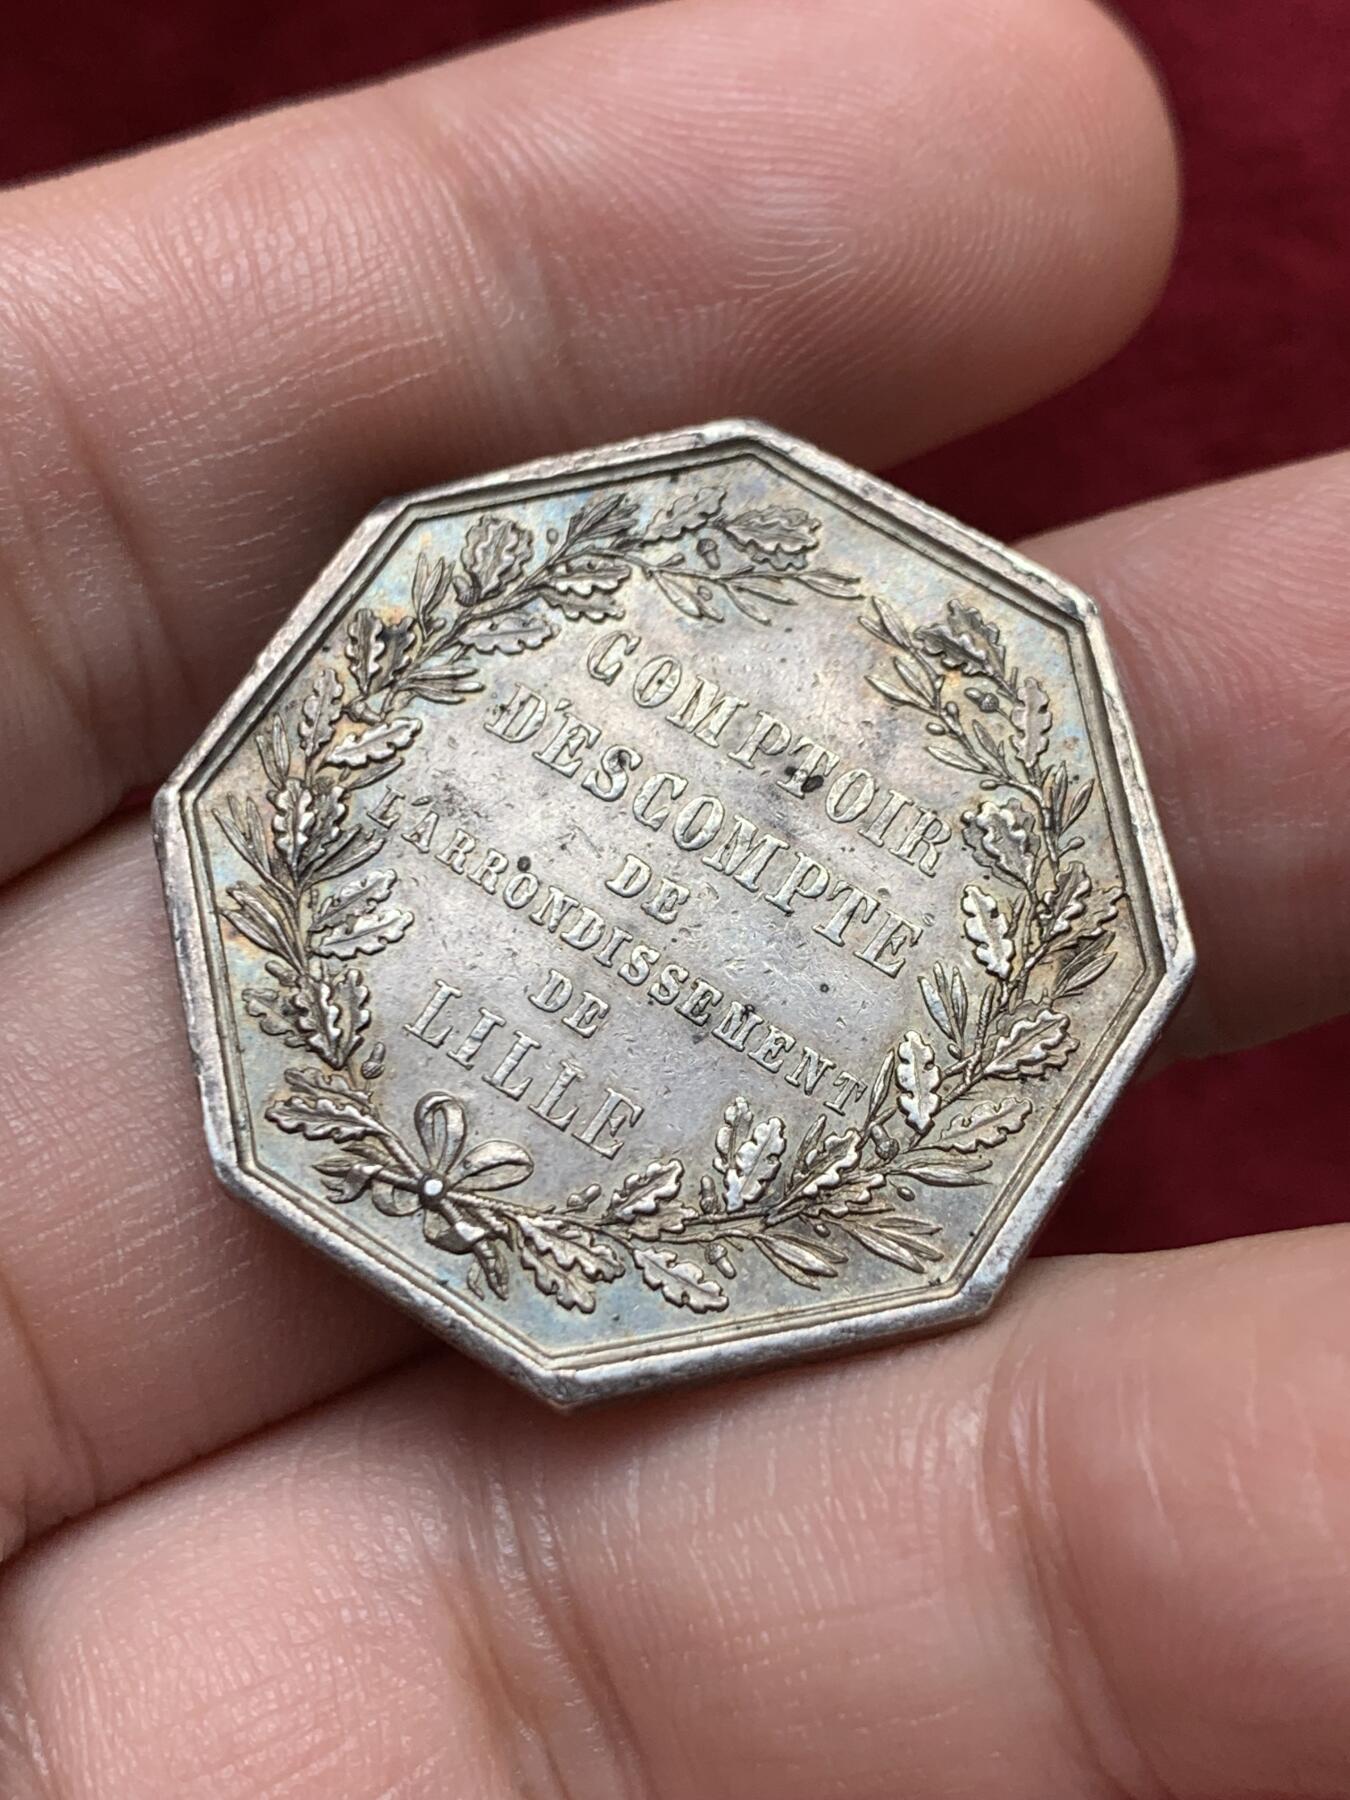 COMPTOIR
D'ESCOMPTE
DE
L'ARRONDISSEMENT
DE
LILLE